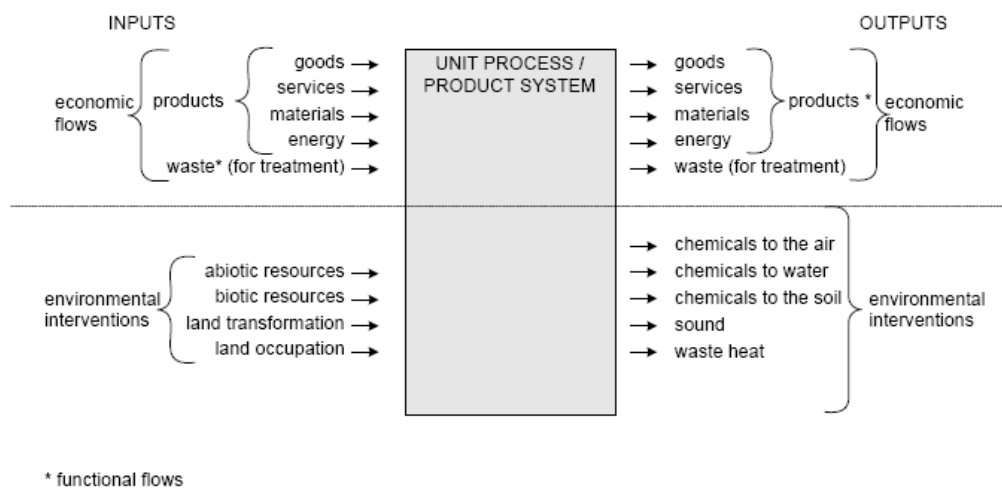 INPUTS
OUTPUTS
economic
flows
products
goods
services
materials
energy
waste* (for treatment)
UNIT PROCESS /
PRODUCT SYSTEM
goods
services
materials
energy
waste (for treatment)
products *
economic
flows
environmental
interventions
abiotic resources
biotic resources
land transformation
land occupation
chemicals to the air
chemicals to water
chemicals to the soil
sound
waste heat
environmental
interventions
* functional flows